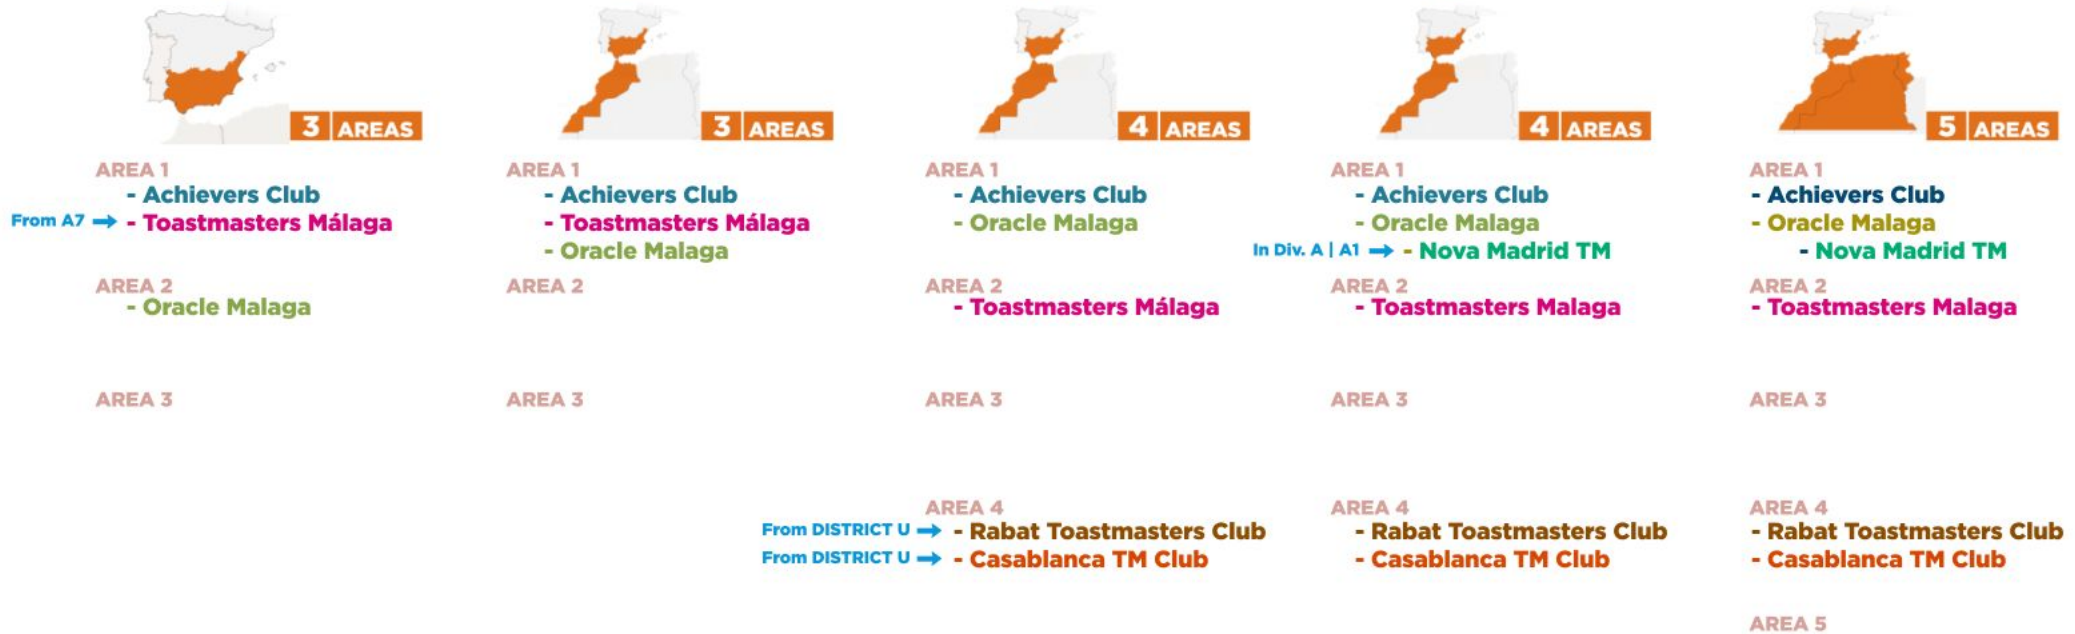 3 AREAS
AREA 1
- Achievers Club
From A7 → - Toastmasters Málaga
AREA 2
- Oracle Malaga
AREA 3
3 AREAS
AREA 1
- Achievers Club
- Toastmasters Málaga
- Oracle Malaga
AREA 2
AREA 3
4 AREAS
AREA 1
- Achievers Club
- Oracle Malaga
AREA 2
- Toastmasters Málaga
AREA 3
AREA 4
From DISTRICT U → - Rabat Toastmasters Club
From DISTRICT U → - Casablanca TM Club
4 AREAS
AREA 1
- Achievers Club
- Oracle Malaga
In Div. A | A1 → - Nova Madrid TM
AREA 2
- Toastmasters Malaga
AREA 3
AREA 4
- Rabat Toastmasters Club
- Casablanca TM Club
5 AREAS
AREA 1
- Achievers Club
- Oracle Malaga
- Nova Madrid TM
AREA 2
- Toastmasters Malaga
AREA 3
AREA 4
- Rabat Toastmasters Club
- Casablanca TM Club
AREA 5